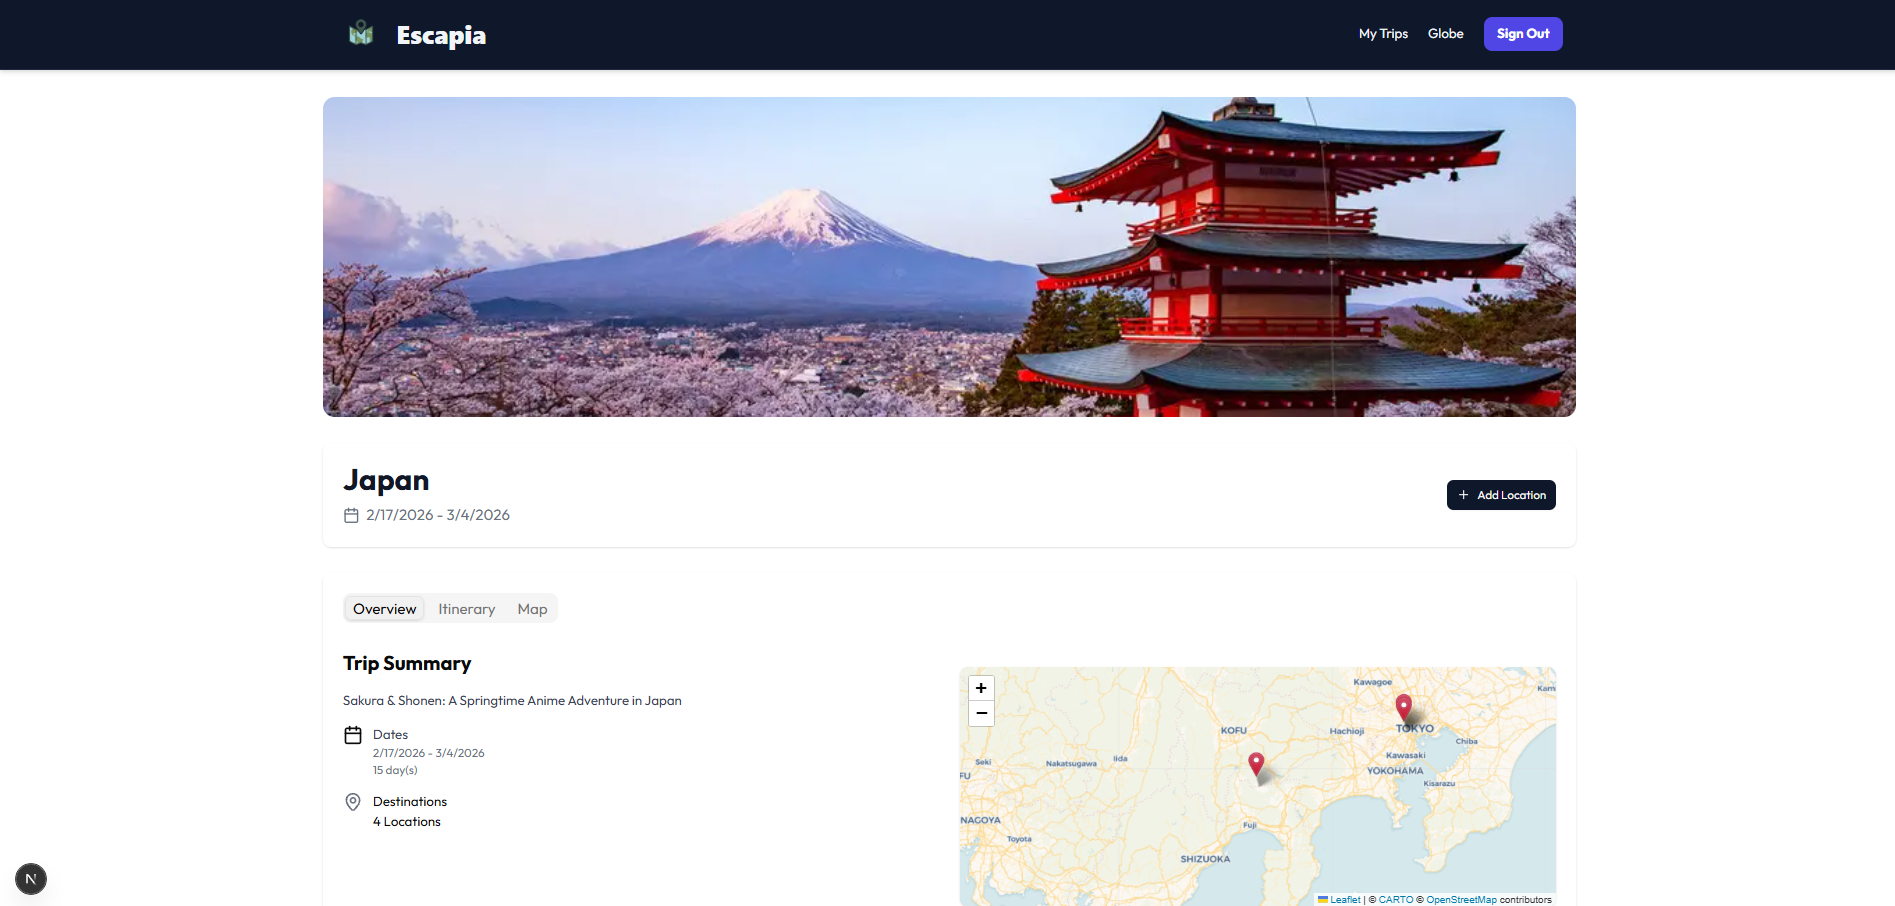 Escapia
My Trips
Globe
Sign Out
Japan
2/17/2026 - 3/4/2026
+ Add Location
Overview
Itinerary
Map
Trip Summary
Sakura & Shonen: A Springtime Anime Adventure in Japan
Dates
2/17/2026 - 3/4/2026
15 day(s)
Destinations
4 Locations
+
−
Kawagoe
Kam
KOFU
Hachioji
TOKYO
Chiba
Seki
Nakatsugawa
Iida
Kawasaki
FU
YOKOHAMA
Kisarazu
NAGOYA
Fuji
Toyota
SHIZUOKA
Leaflet | © CARTO © OpenStreetMap contributors
N